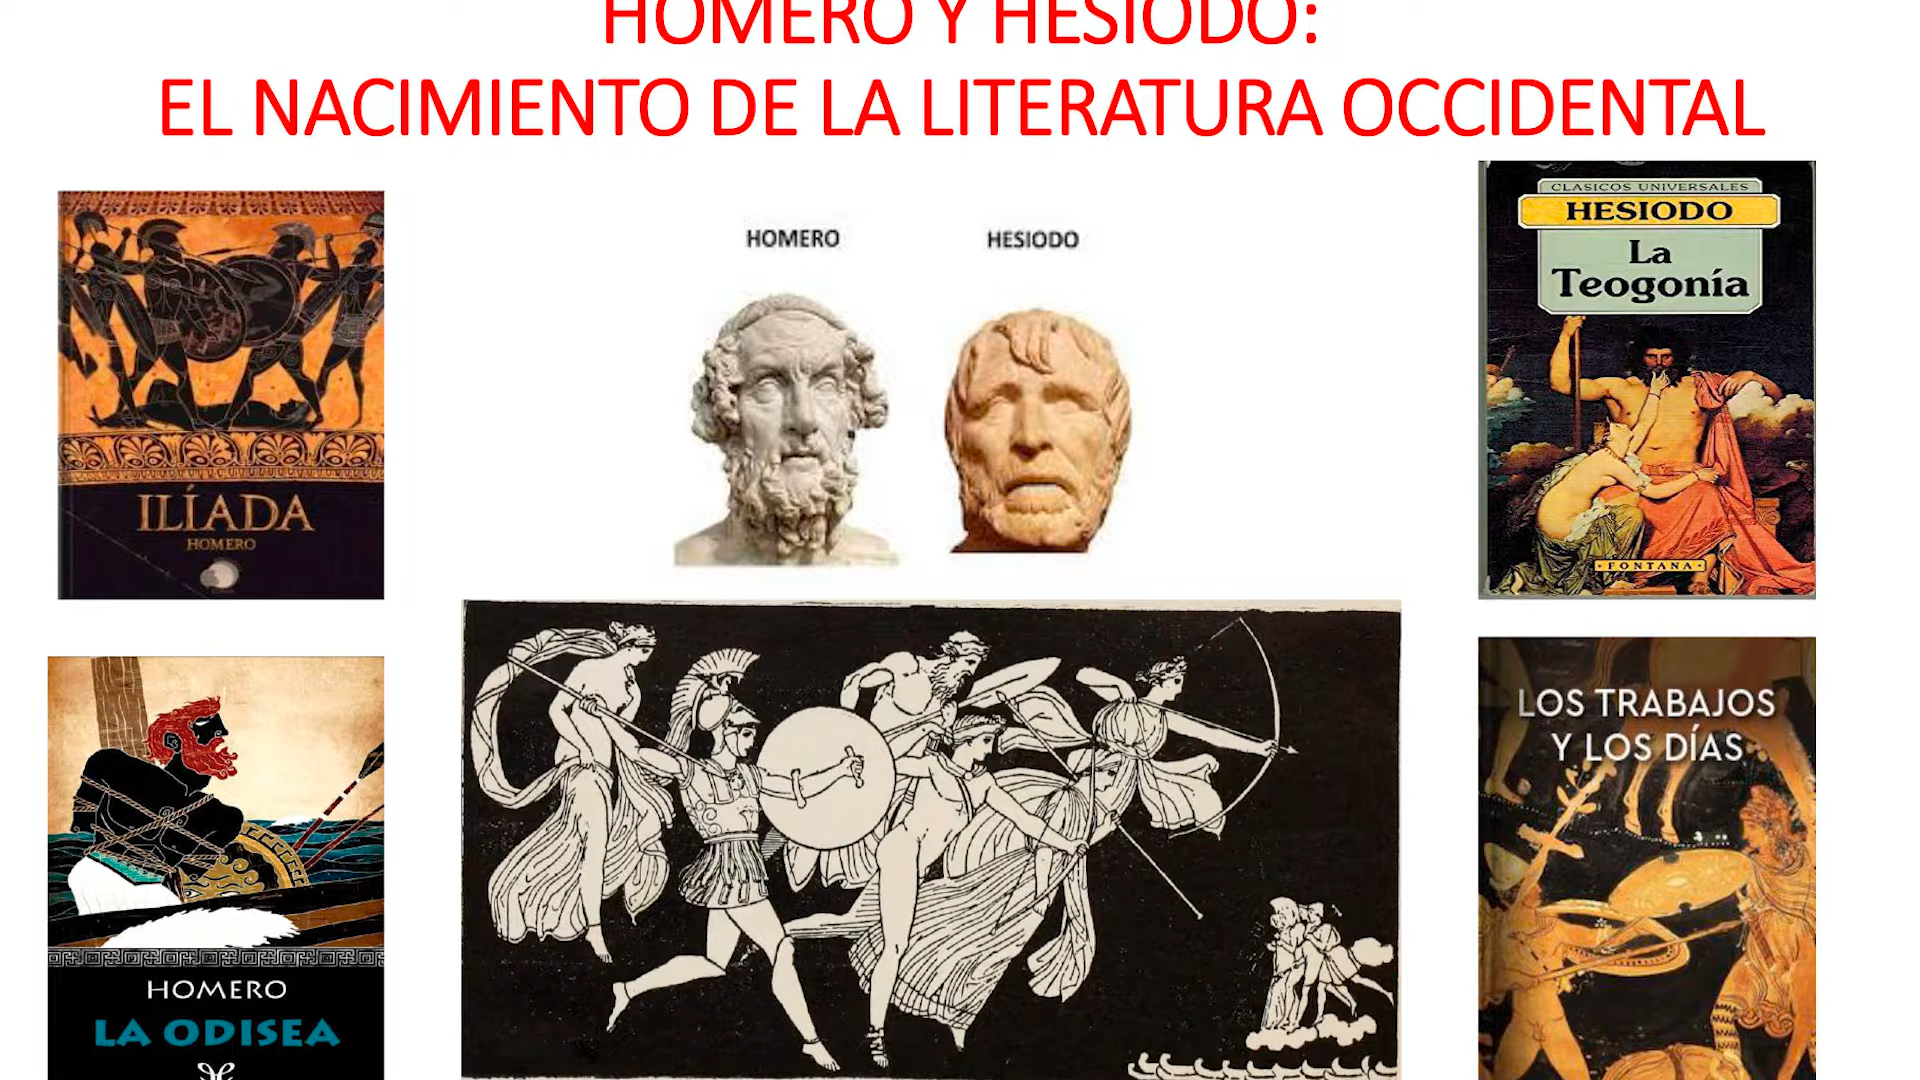 HOMERO Y HESIODO:
EL NACIMIENTO DE LA LITERATURA OCCIDENTAL
HOMERO
HESIODO
ILÍADA
HOMERO
CLASICOS UNIVERSALES
HESIODO
La
Teogonía
FONTANA
HOMERO
LA ODISEA
LOS TRABAJOS
Y LOS DÍAS